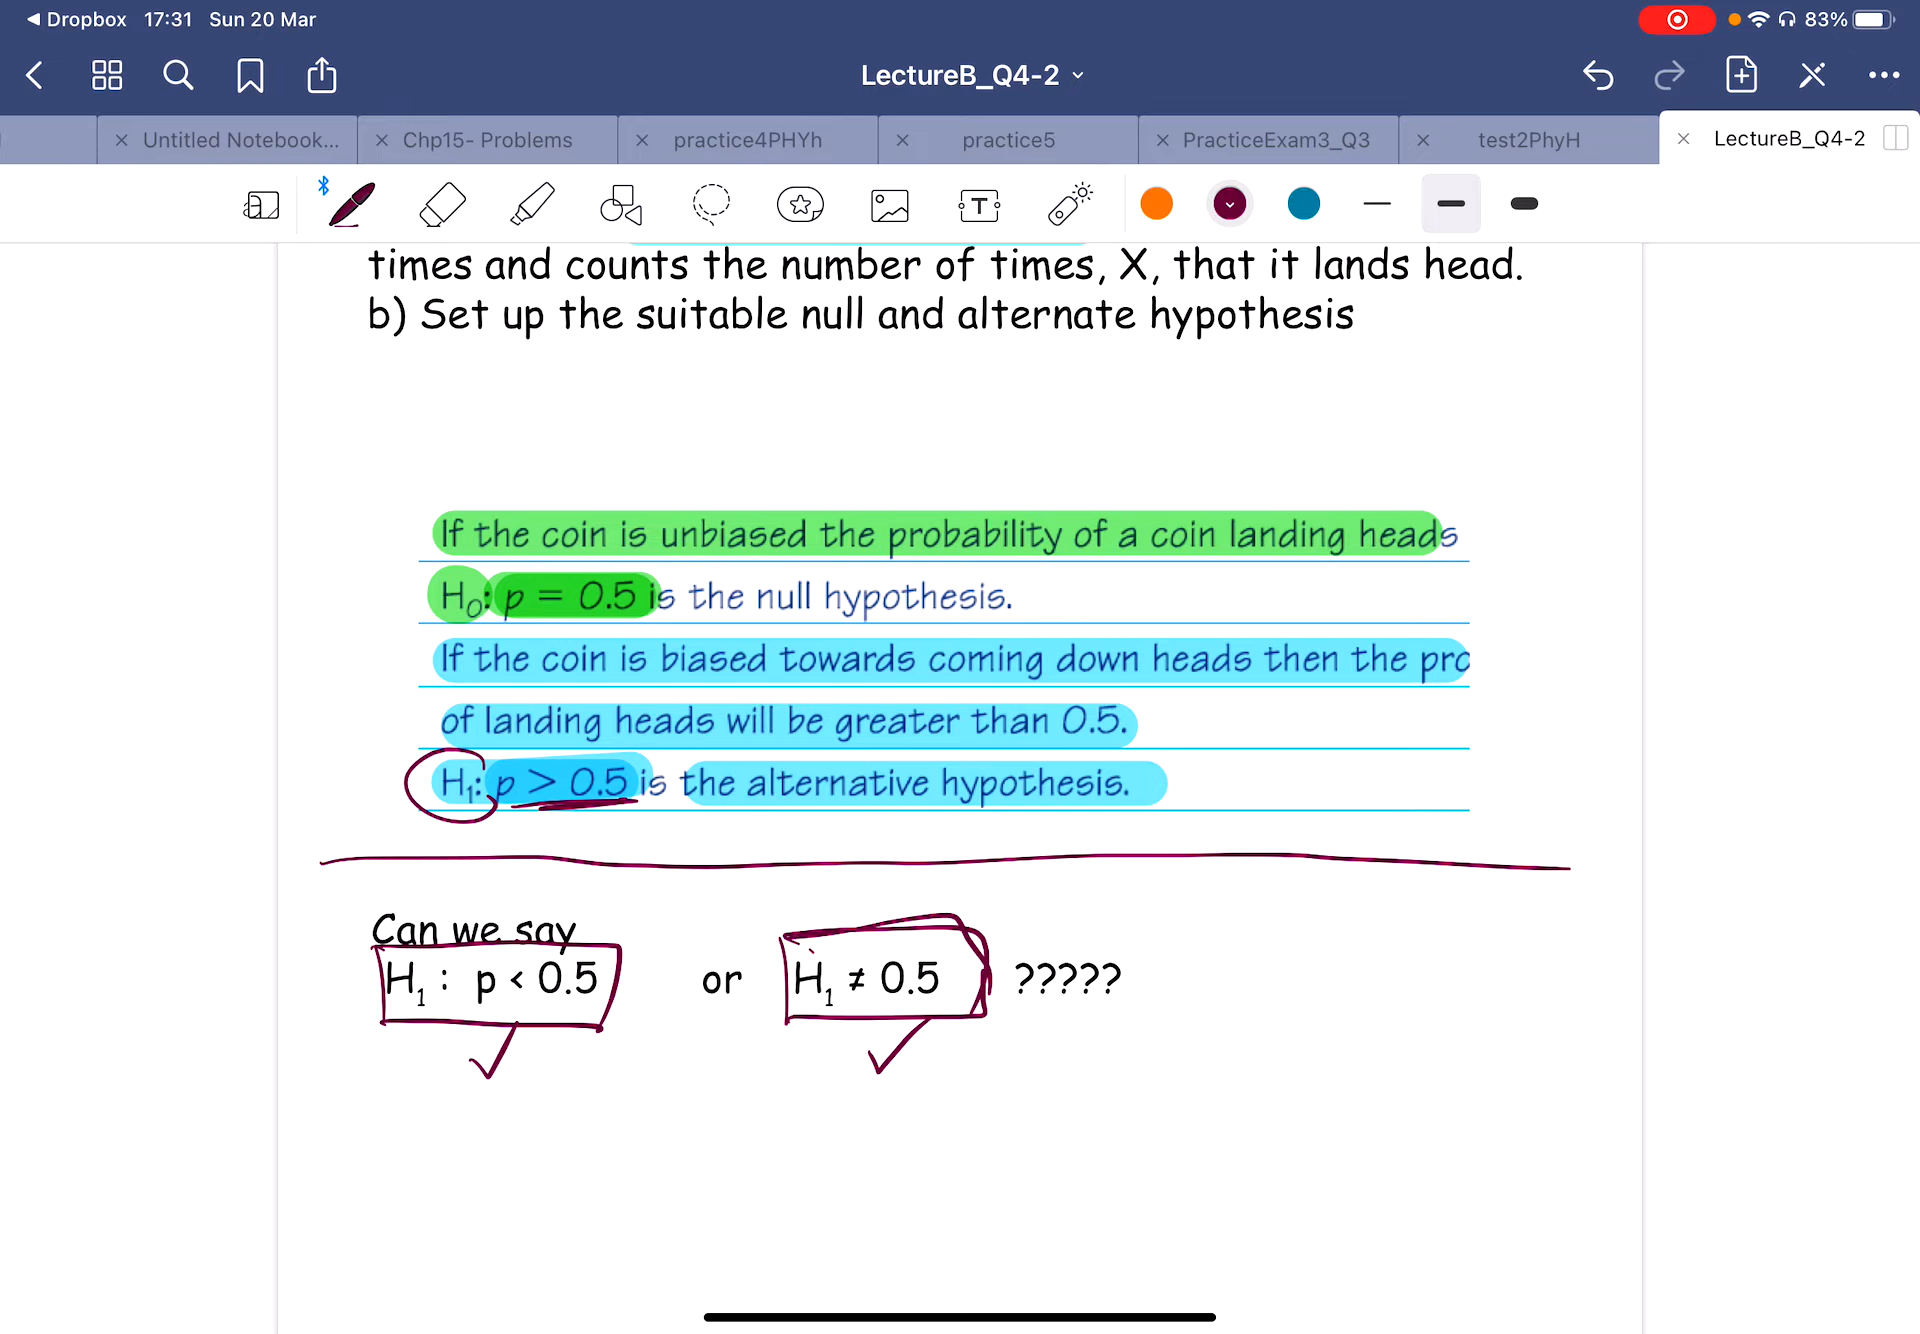 Dropbox 17:31 Sun 20 Mar 83%
LectureB_Q4-2
Untitled Notebook... Chp15- Problems practice4PHYh practice5 PracticeExam3_Q3 test2PhyH LectureB_Q4-2
times and counts the number of times, X, that it lands head.
b) Set up the suitable null and alternate hypothesis
If the coin is unbiased the probability of a coin landing heads
H₀: p = 0.5 is the null hypothesis.
If the coin is biased towards coming down heads then the pro
of landing heads will be greater than 0.5.
H₁: p > 0.5 is the alternative hypothesis.
Can we say
H₁ : p < 0.5 or H₁ ≠ 0.5 ?????